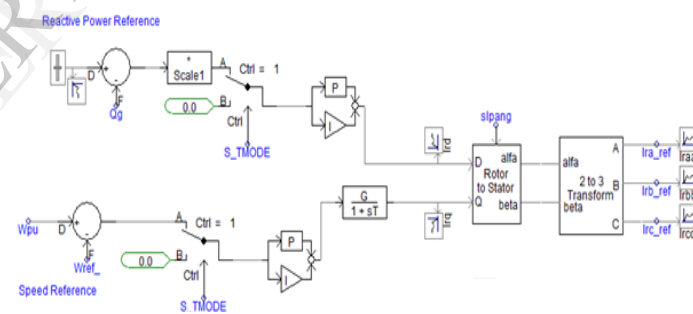 Reactive Power Reference
D + - F
Qg
* Scale1
A Ctrl = 1
0.0 B
Ctrl
S_TMODE
P
I
Ird
slpang
D alfa
Rotor to Stator
Q beta
alfa A
2 to 3 Transform
beta B
C
Ira_ref
Irb_ref
Irc_ref
G
1 + sT
Irq
Wpu D + - F
Wref_
A Ctrl = 1
0.0 B
Ctrl
P
I
Speed Reference
S_TMODE